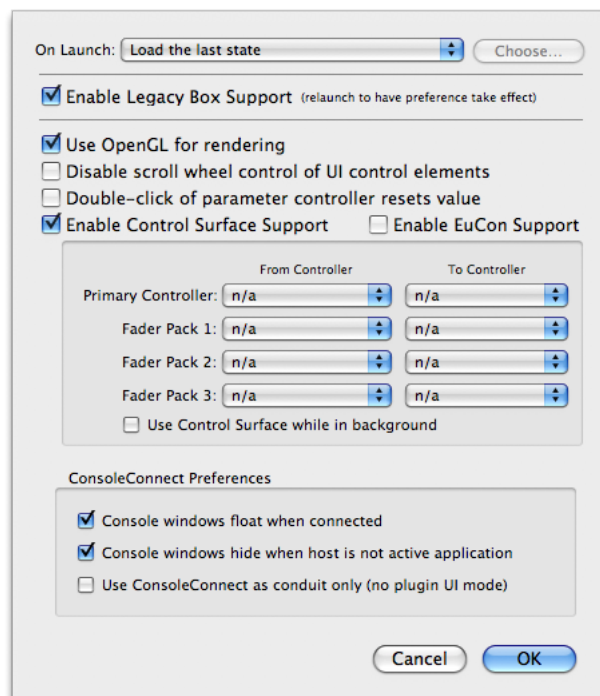 On Launch: Load the last state Choose...
Enable Legacy Box Support (relaunch to have preference take effect)
Use OpenGL for rendering
Disable scroll wheel control of UI control elements
Double-click of parameter controller resets value
Enable Control Surface Support Enable EuCon Support
From Controller To Controller
Primary Controller: n/a n/a
Fader Pack 1: n/a n/a
Fader Pack 2: n/a n/a
Fader Pack 3: n/a n/a
Use Control Surface while in background
ConsoleConnect Preferences
Console windows float when connected
Console windows hide when host is not active application
Use ConsoleConnect as conduit only (no plugin UI mode)
Cancel OK